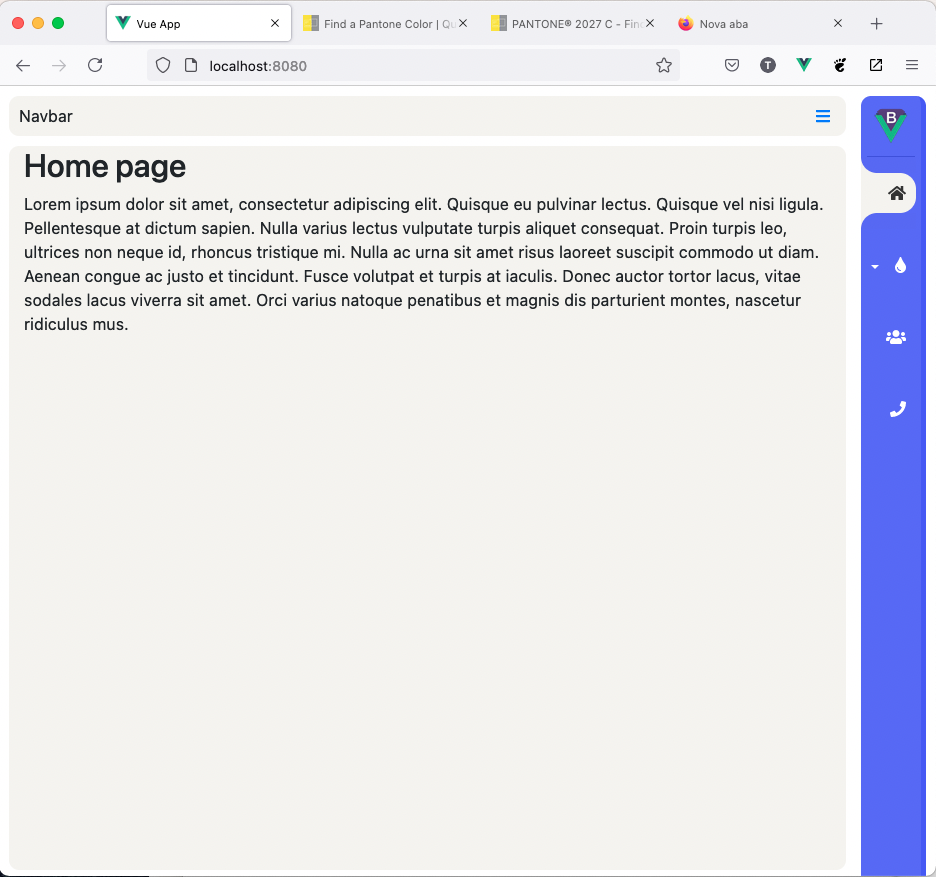 Vue App
Find a Pantone Color | Qu
PANTONE® 2027 C - Find
Nova aba
T
localhost:8080
Navbar
B
Home page
Lorem ipsum dolor sit amet, consectetur adipiscing elit. Quisque eu pulvinar lectus. Quisque vel nisi ligula.
Pellentesque at dictum sapien. Nulla varius lectus vulputate turpis aliquet consequat. Proin turpis leo,
ultrices non neque id, rhoncus tristique mi. Nulla ac urna sit amet risus laoreet suscipit commodo ut diam.
Aenean congue ac justo et tincidunt. Fusce volutpat et turpis at iaculis. Donec auctor tortor lacus, vitae
sodales lacus viverra sit amet. Orci varius natoque penatibus et magnis dis parturient montes, nascetur
ridiculus mus.